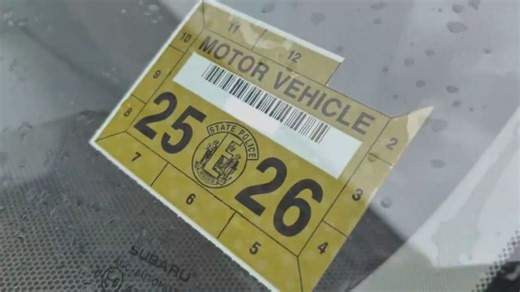 11 12
10 MOTOR VEHICLE 2
9
25 STATE POLICE 26
8 3
7 6 5 4
SUBARU